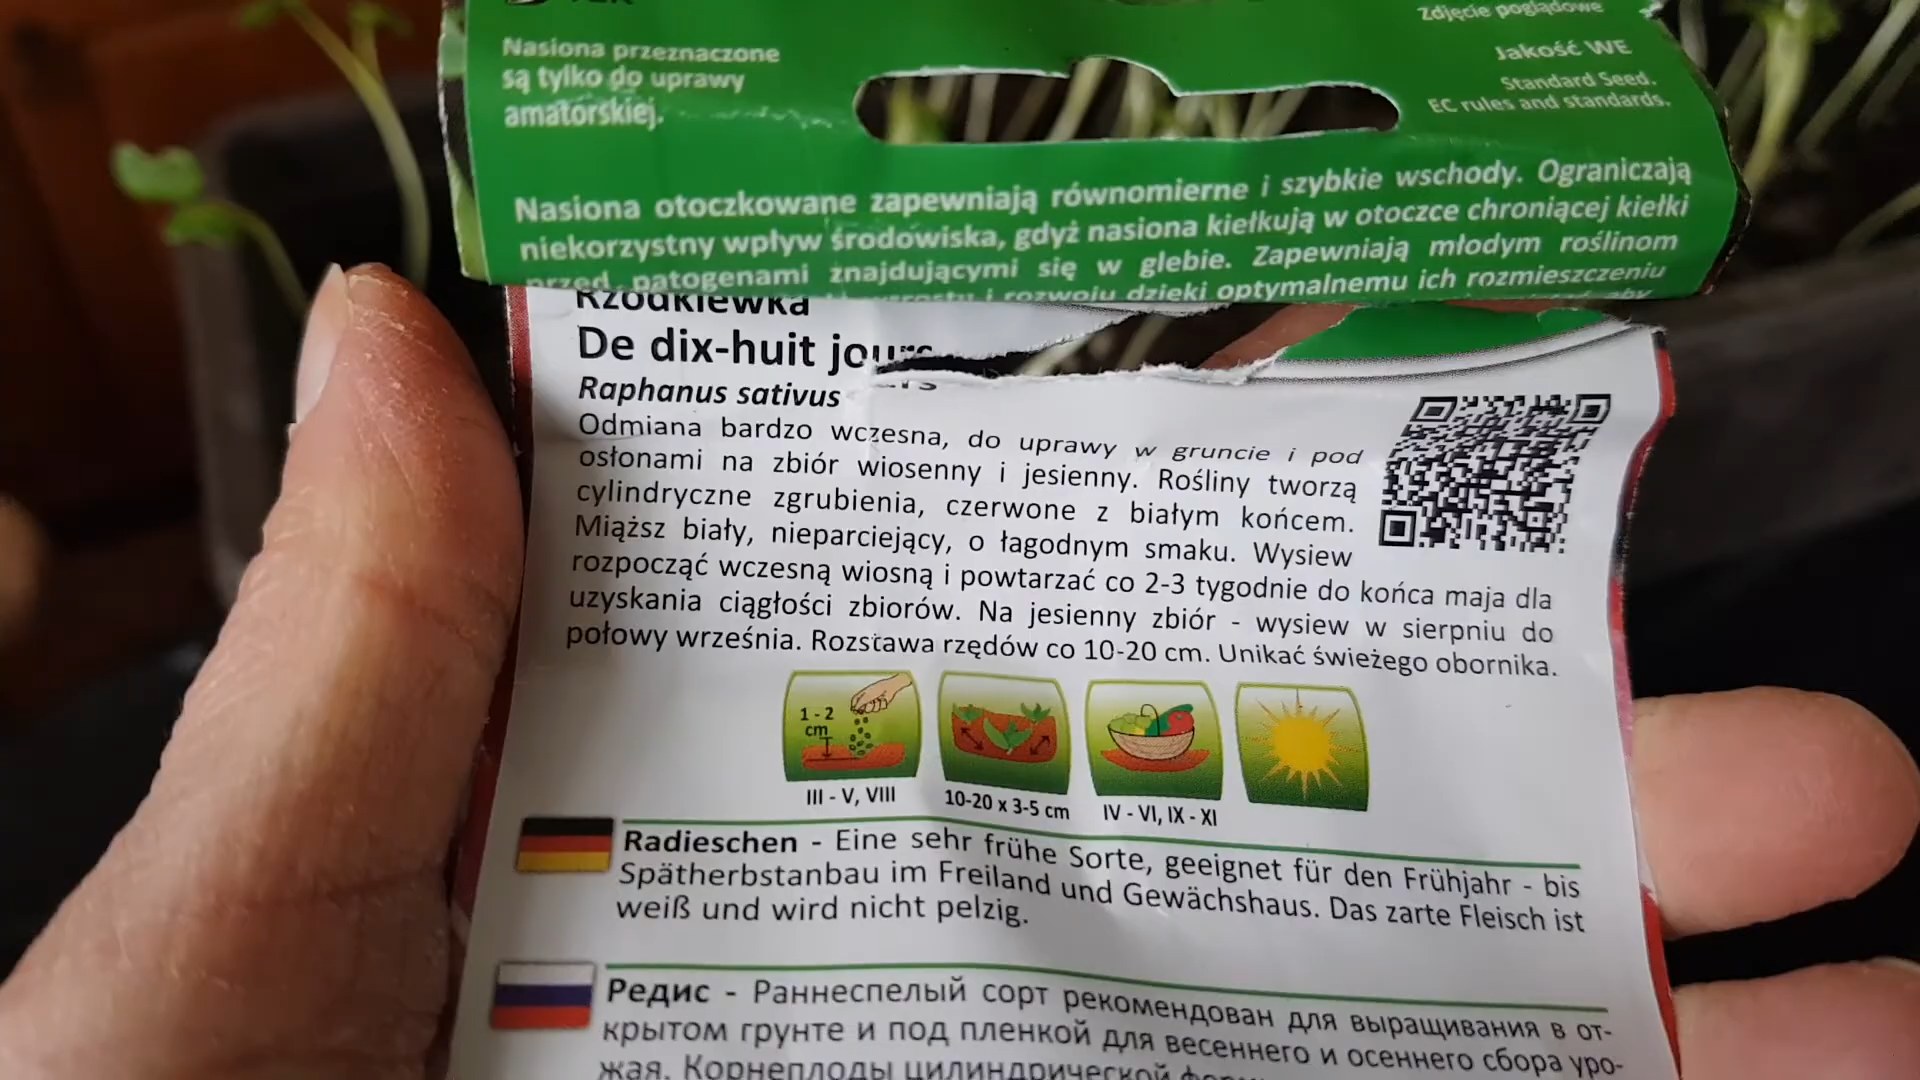 Nasiona przeznaczone
są tylko do uprawy
amatorskiej.
Zdjęcie poglądowe
Jakość WE
Standard Seed.
EC rules and standards.
Nasiona otoczkowane zapewniają równomierne i szybkie wschody. Ograniczają
niekorzystny wpływ środowiska, gdyż nasiona kiełkują w otoczce chroniącej kiełki
przed patogenami znajdującymi się w glebie. Zapewniają młodym roślinom
i rozwoju dzięki optymalnemu ich rozmieszczeniu
Rzodkiewka
De dix-huit jours
Raphanus sativus
Odmiana bardzo wczesna, do uprawy w gruncie i pod
osłonami na zbiór wiosenny i jesienny. Rośliny tworzą
cylindryczne zgrubienia, czerwone z białym końcem.
Miąższ biały, nieparciejący, o łagodnym smaku. Wysiew
rozpocząć wczesną wiosną i powtarzać co 2-3 tygodnie do końca maja dla
uzyskania ciągłości zbiorów. Na jesienny zbiór - wysiew w sierpniu do
połowy września. Rozstawa rzędów co 10-20 cm. Unikać świeżego obornika.
1 - 2
cm
III - V, VIII
10-20 x 3-5 cm
IV - VI, IX - XI
Radieschen - Eine sehr frühe Sorte, geeignet für den Frühjahr - bis
Spätherbstanbau im Freiland und Gewächshaus. Das zarte Fleisch ist
weiß und wird nicht pelzig.
Редис - Раннеспелый сорт рекомендован для выращивания в от-
крытом грунте и под пленкой для весеннего и осеннего сбора уро-
жая. Корнеплоды цилиндрической